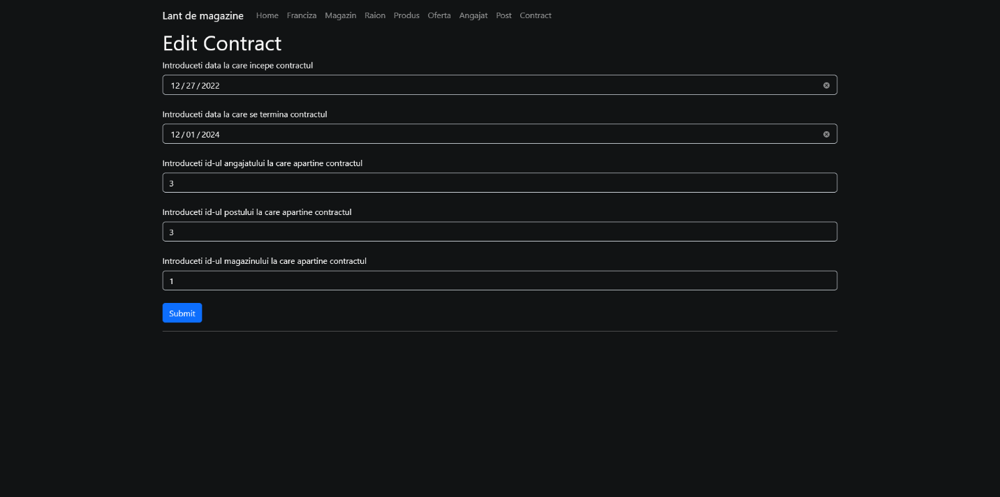 Lant de magazine Home Franciza Magazin Raion Produs Oferta Angajat Post Contract
Edit Contract
Introduceti data la care incepe contractul
12 / 27 / 2022
Introduceti data la care se termina contractul
12 / 01 / 2024
Introduceti id-ul angajatului la care apartine contractul
3
Introduceti id-ul postului la care apartine contractul
3
Introduceti id-ul magazinului la care apartine contractul
1
Submit